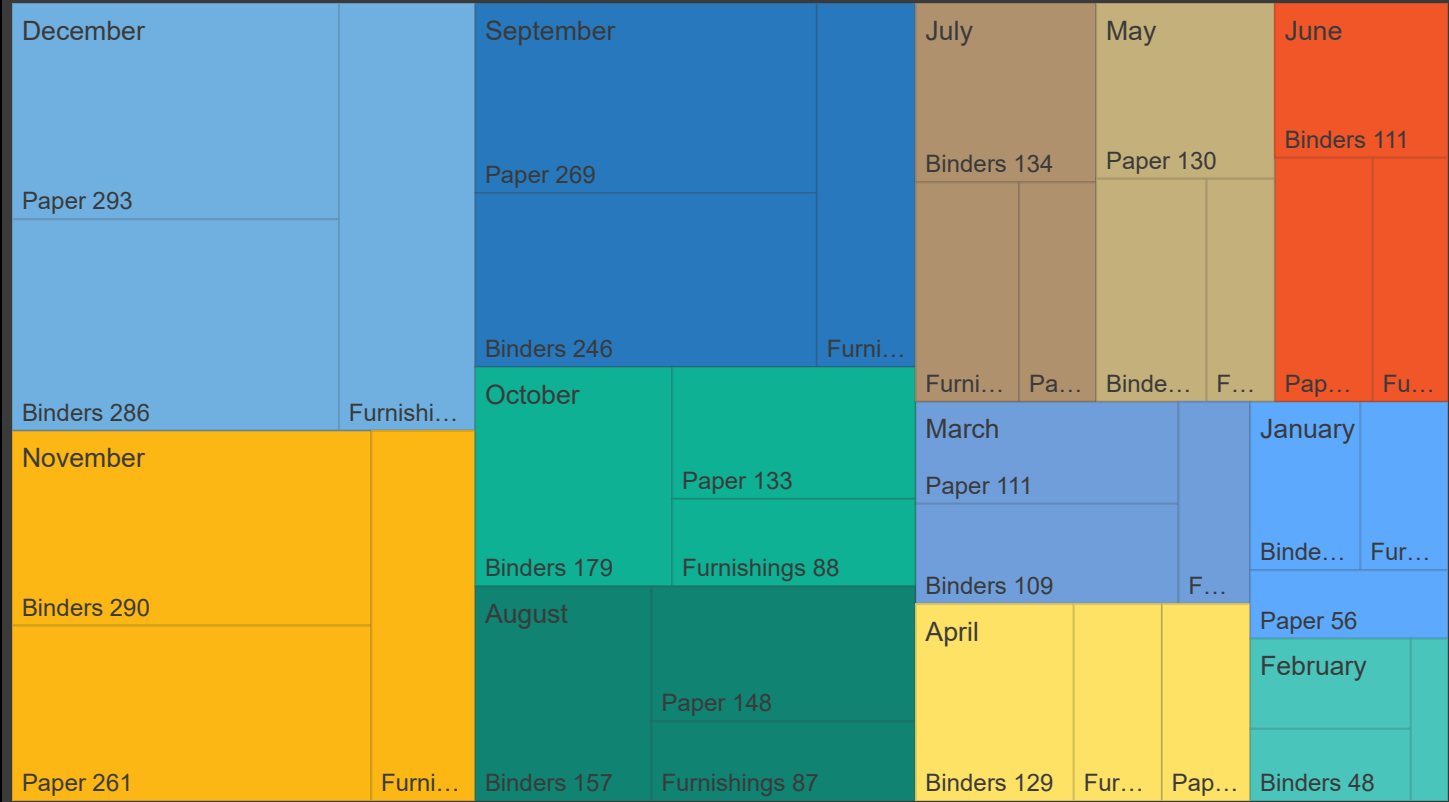 December
Paper 293
Binders 286
Furnishi…
November
Binders 290
Paper 261
Furni…
September
Paper 269
Binders 246
Furni…
October
Binders 179
Paper 133
Furnishings 88
August
Binders 157
Paper 148
Furnishings 87
July
Binders 134
Furni…
Pa…
May
Paper 130
Binde…
F…
June
Binders 111
Pap…
Fu…
March
Paper 111
Binders 109
F…
April
Binders 129
Fur…
Pap…
January
Binde…
Fur…
Paper 56
February
Binders 48